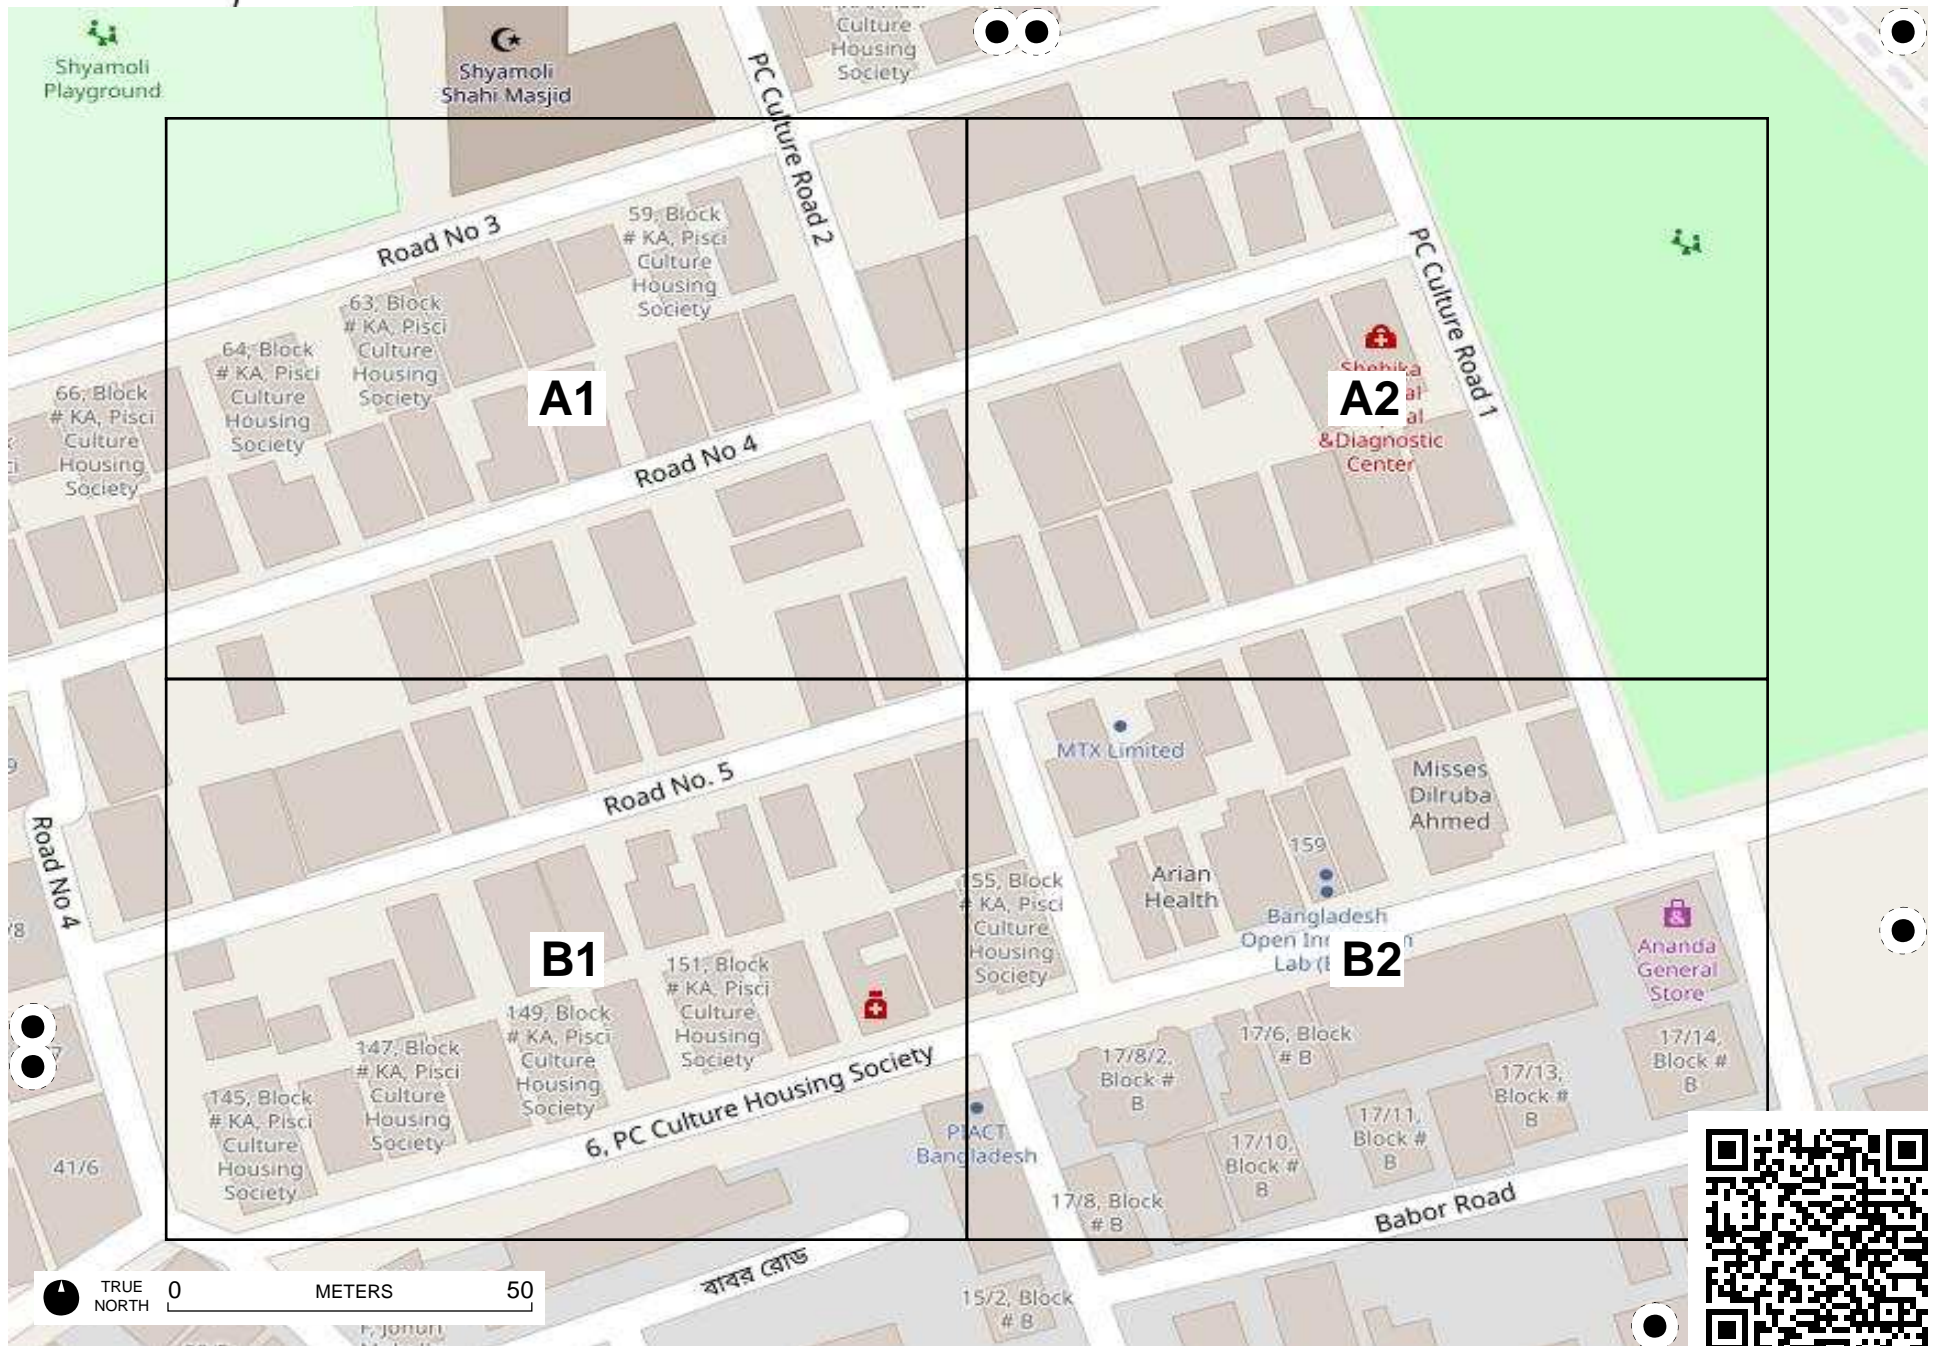 Culture
Housing
Society
Shyamoli
Playground
Shyamoli
Shahi Masjid
PC Culture Road 2
Road No 3
59, Block
# KA, Pisci
Culture
Housing
Society
PC Culture Road 1
63, Block
# KA, Pisci
Culture
Housing
Society
64, Block
# KA, Pisci
Culture
Housing
Society
66, Block
# KA, Pisci
Culture
Housing
Society
A1
A2
&Diagnostic
Center
Road No 4
MTX Limited
Misses
Dilruba
Ahmed
Road No. 5
Road No 4
159
Arian
Health
155, Block
# KA, Pisci
Culture
Housing
Society
Bangladesh
Open
Lab
B1
B2
Ananda
General
Store
151, Block
# KA, Pisci
Culture
Housing
Society
149, Block
# KA, Pisci
Culture
Housing
Society
147, Block
# KA, Pisci
Culture
Housing
Society
145, Block
# KA, Pisci
Culture
Housing
Society
6, PC Culture Housing Society
17/6, Block
# B
17/8/2,
Block #
B
17/14,
Block #
B
17/13,
Block #
B
17/11,
Block #
B
17/10,
Block #
B
PIACT
Bangladesh
41/6
17/8, Block
# B
Babor Road
বাবর রোড
15/2, Block
# B
TRUE
NORTH
0 METERS 50